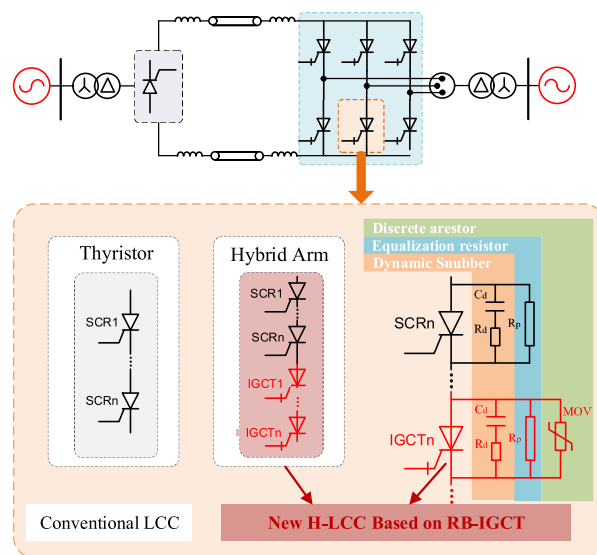 Discrete arestor
Equalization resistor
Dynamic Snubber
Thyristor
Hybrid Arm
SCR1
SCRn
SCR1
SCRn
IGCT1
IGCTn
SCRn
Cd
Rd
Rp
IGCTn
Cd
Rd
Rp
MOV
Conventional LCC
New H-LCC Based on RB-IGCT